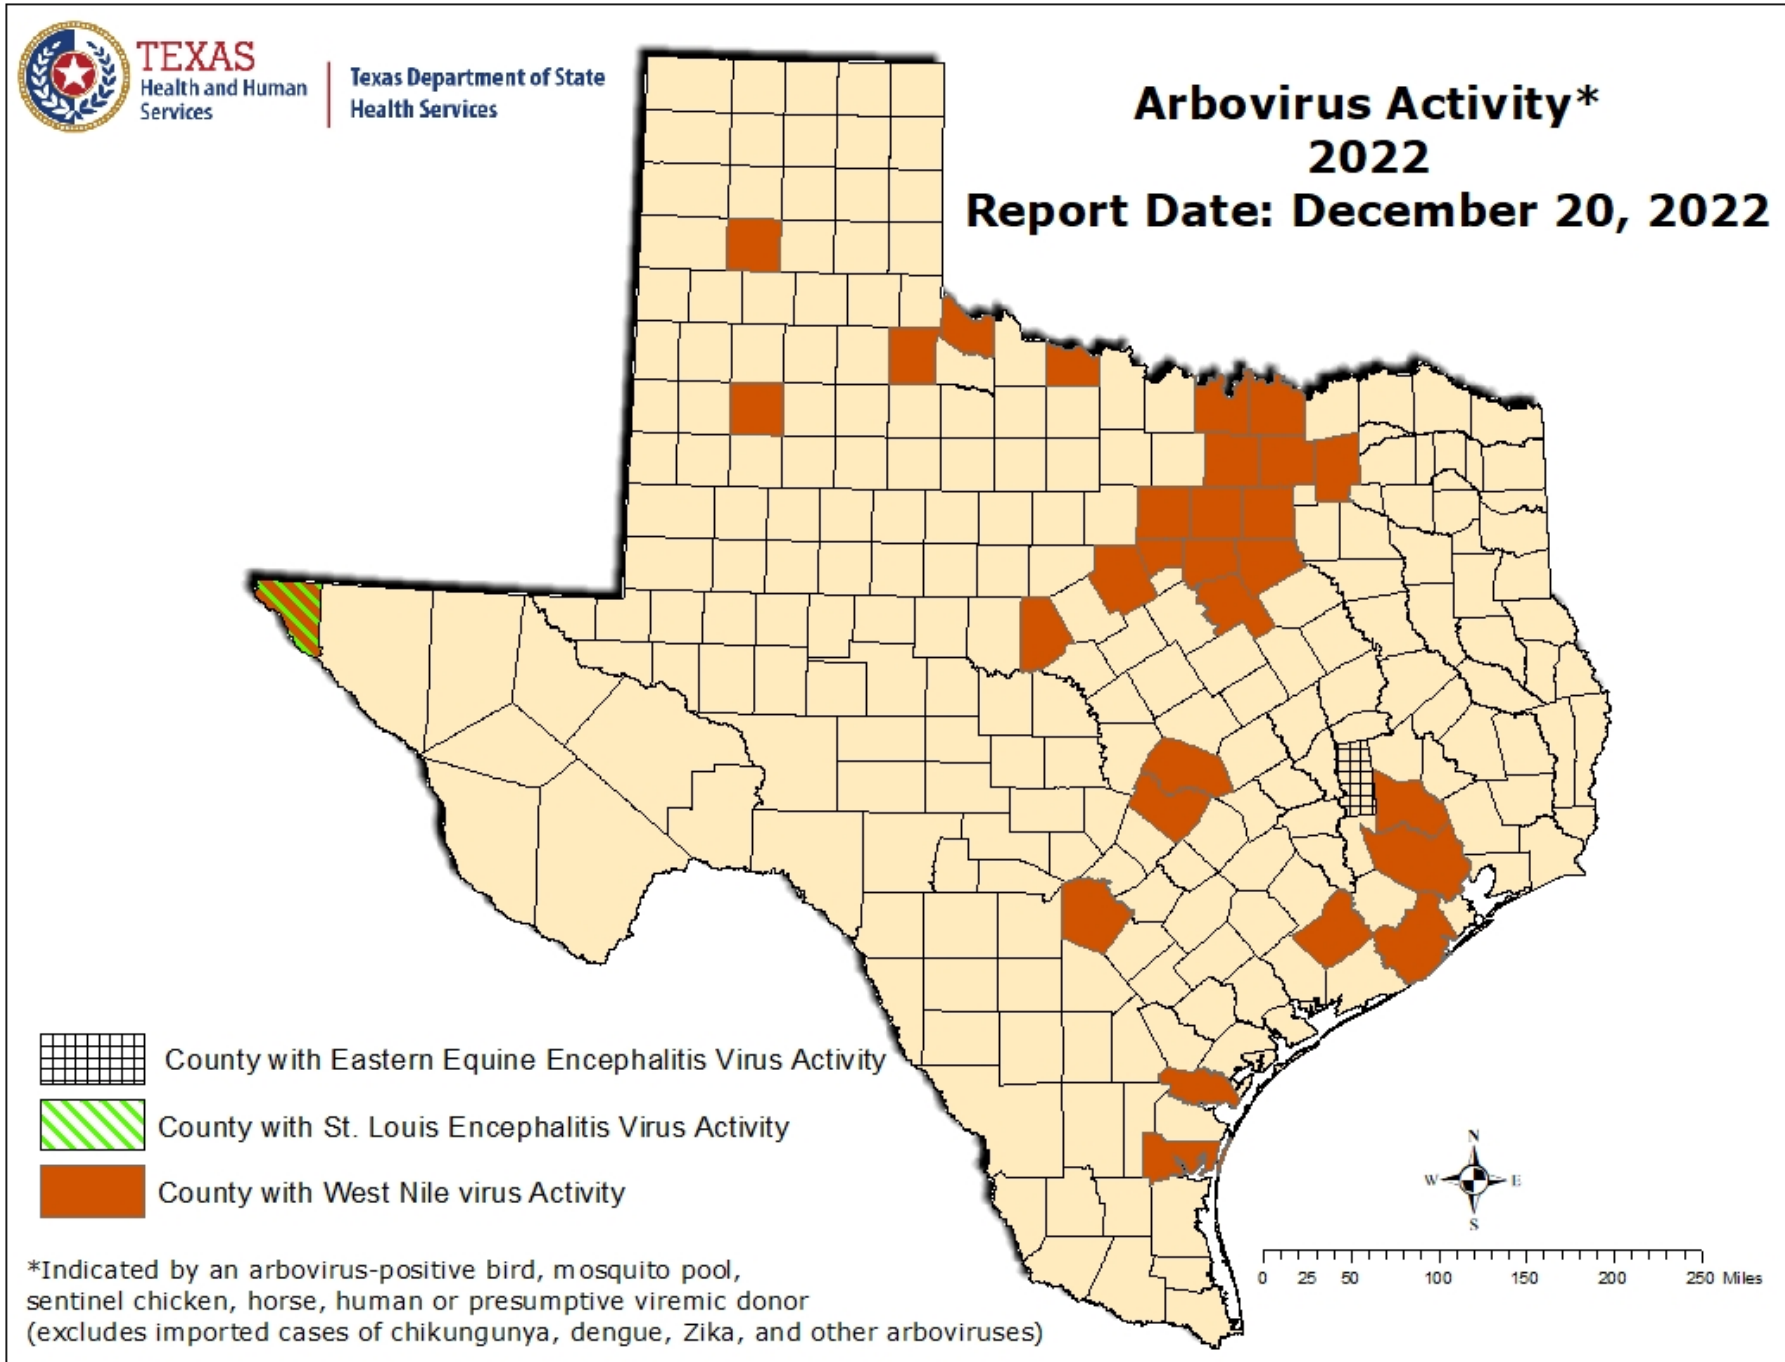 TEXAS
Health and Human
Services
Texas Department of State
Health Services
Arbovirus Activity*
2022
Report Date: December 20, 2022
County with Eastern Equine Encephalitis Virus Activity
County with St. Louis Encephalitis Virus Activity
County with West Nile virus Activity
*Indicated by an arbovirus-positive bird, mosquito pool,
sentinel chicken, horse, human or presumptive viremic donor
(excludes imported cases of chikungunya, dengue, Zika, and other arboviruses)
N
W E
S
0 25 50 100 150 200 250 Miles